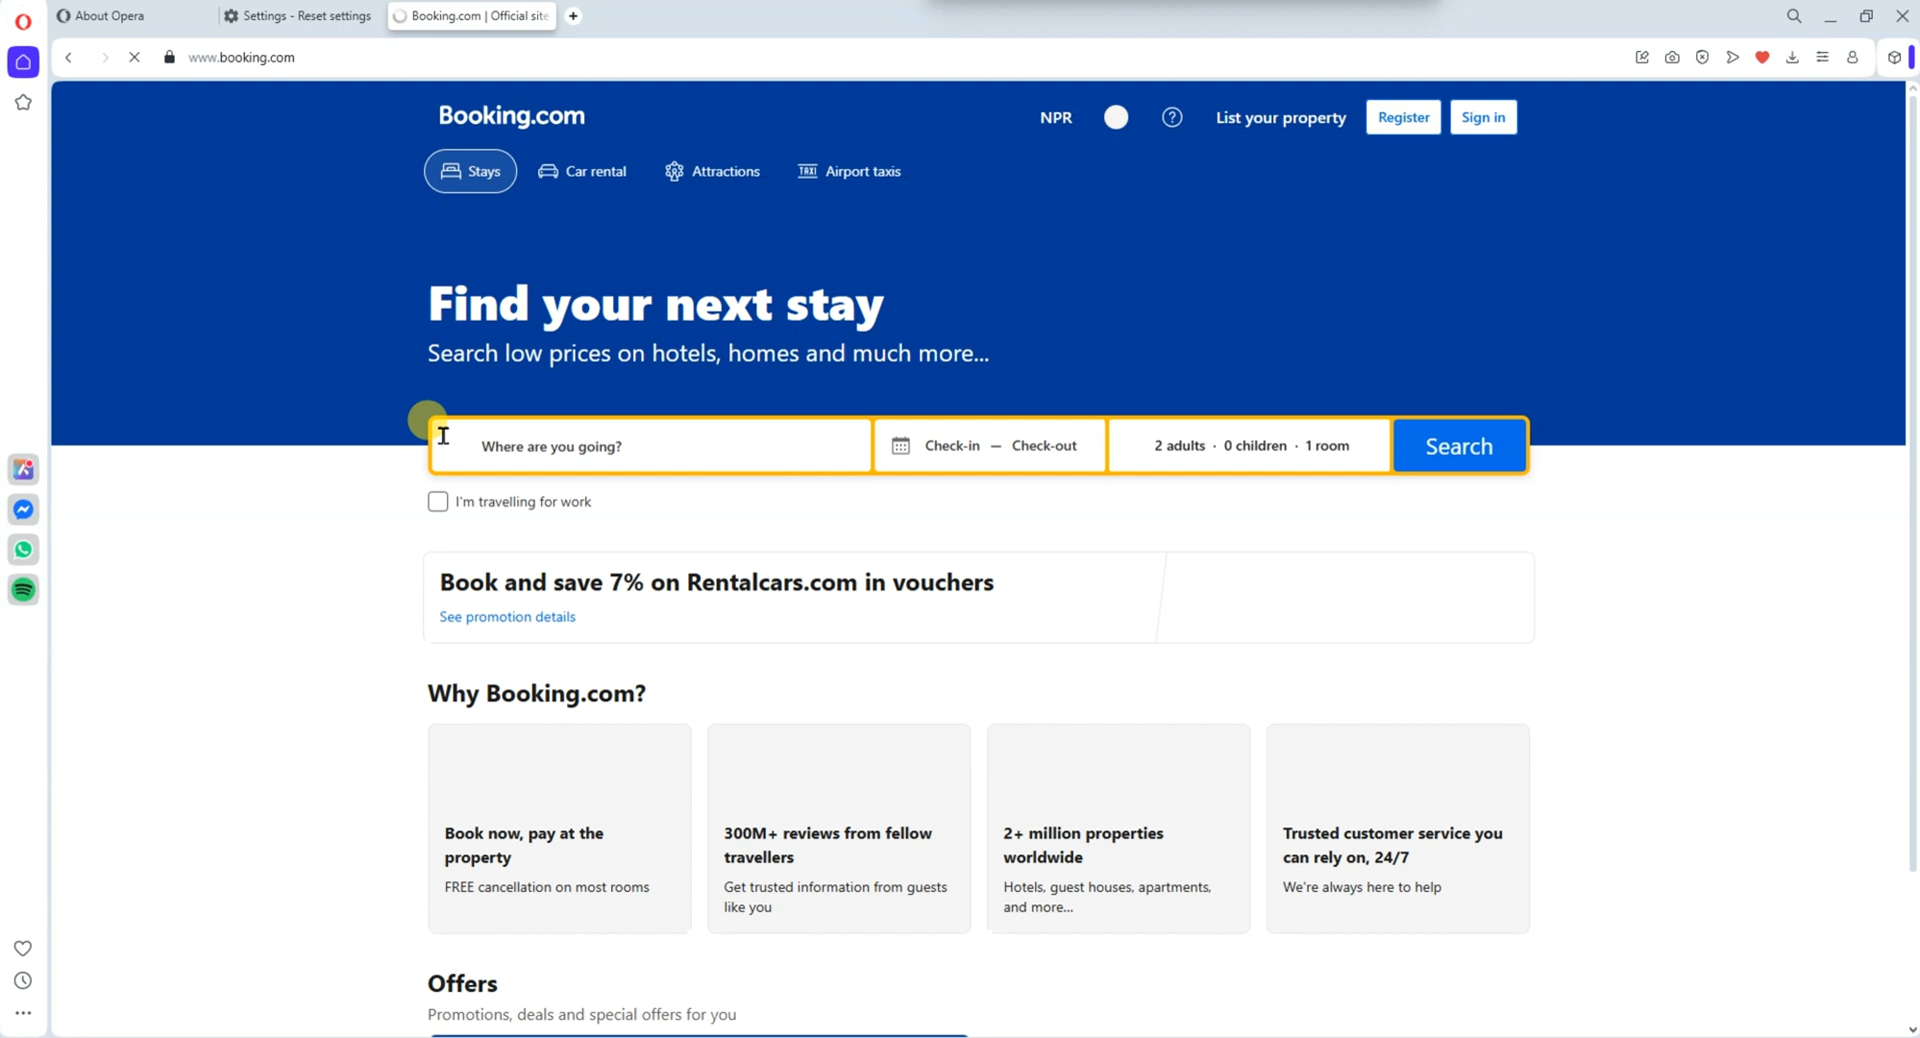 About Opera
Settings - Reset settings
Booking.com | Official site
www.booking.com
Booking.com
NPR
List your property
Register
Sign in
Stays
Car rental
Attractions
TAXI
Airport taxis
Find your next stay
Search low prices on hotels, homes and much more...
Where are you going?
Check-in — Check-out
2 adults · 0 children · 1 room
Search
I'm travelling for work
Book and save 7% on Rentalcars.com in vouchers
See promotion details
Why Booking.com?
Book now, pay at the
property
FREE cancellation on most rooms
300M+ reviews from fellow
travellers
Get trusted information from guests
like you
2+ million properties
worldwide
Hotels, guest houses, apartments,
and more...
Trusted customer service you
can rely on, 24/7
We're always here to help
Offers
Promotions, deals and special offers for you